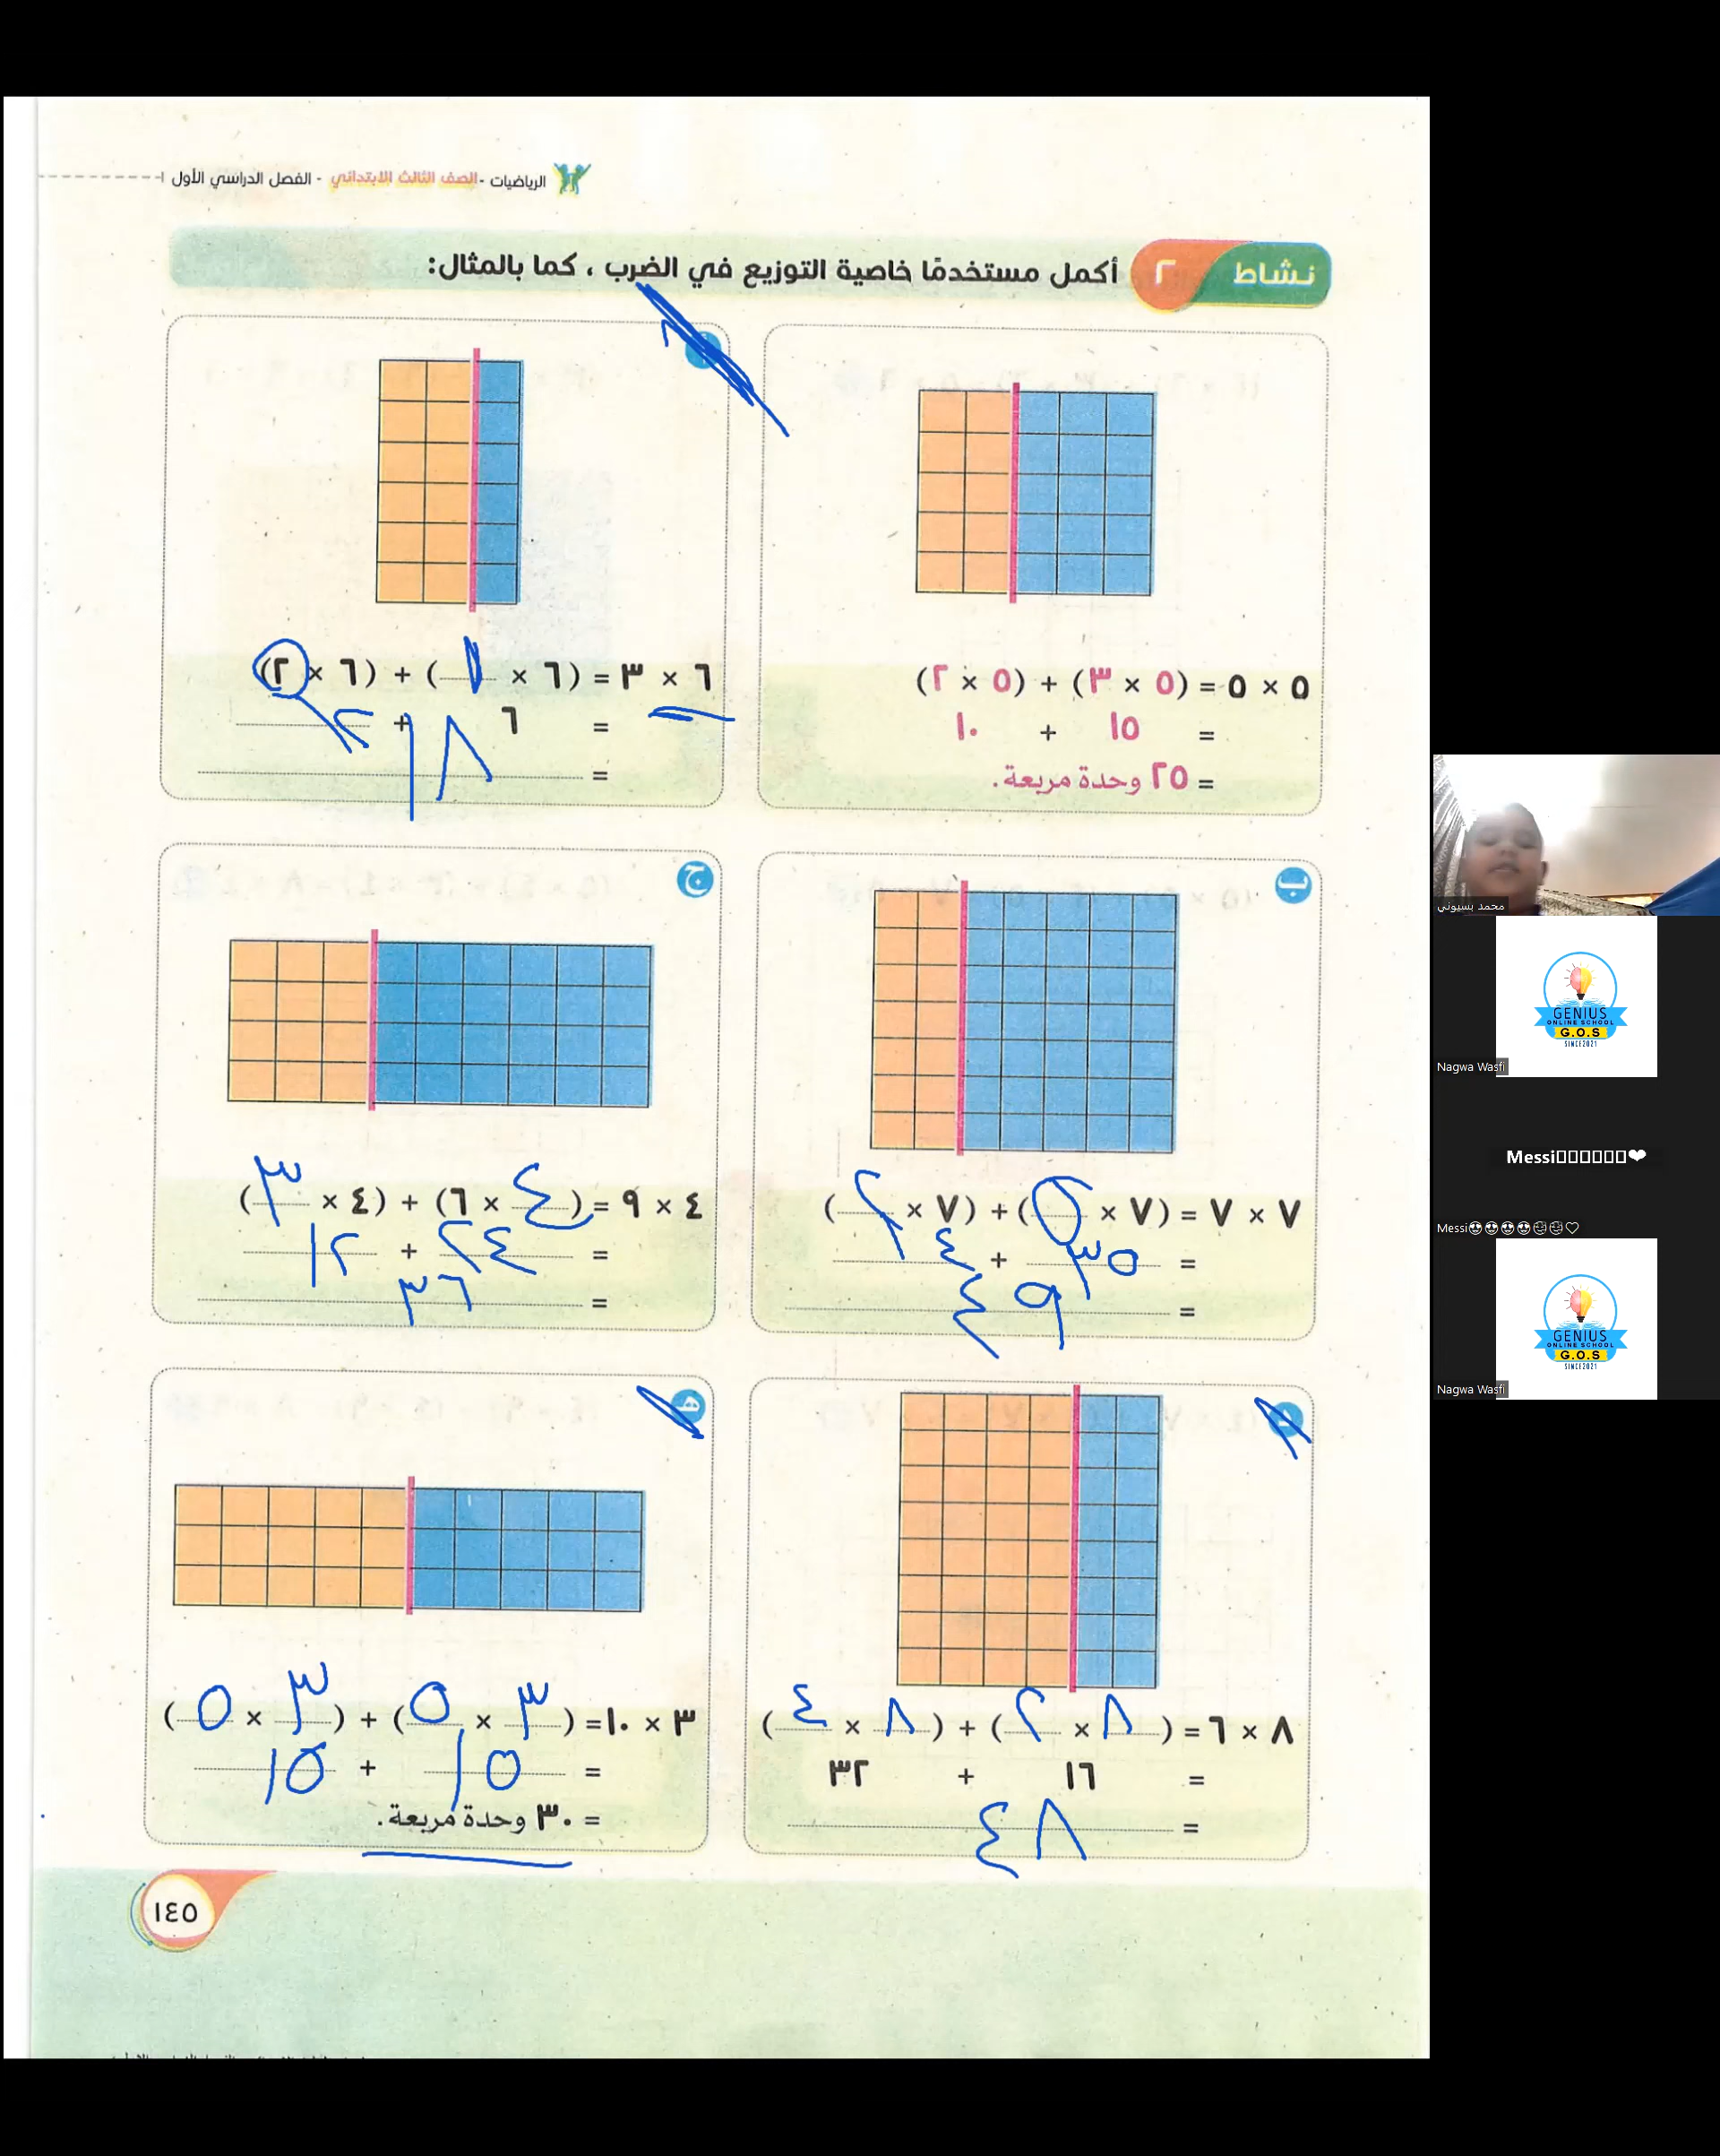 الرياضيات - الصف الثالث الابتدائي - الفصل الدراسي الأول
نشاط ٢ أكمل مستخدمًا خاصية التوزيع في الضرب ، كما بالمثال:
٥ × ٥ = (٥ × ٣) + (٥ × ٢)
= ١٥ + ١٠
= ٢٥ وحدة مربعة.
أ
٦ × ٣ = (٦ × ١) + (٦ × ٢)
= ٦ +
= ١٨
ب
٧ × ٧ = (٧ × ٥) + (٧ × ٢)
= ٣٥ + ٤
= ٤٩
ج
٤ × ٩ = (٤ × ٦) + (٤ × ٣)
= ٢٤ + ١٢
= ٣٦
٨ × ٦ = (٨ × ٢) + (٨ × ٤)
= ١٦ + ٣٢
= ٤٨
هـ
٣ × ١٠ = (٣ × ٥) + (٣ × ٥)
= ١٥ + ١٥
= ٣٠ وحدة مربعة.
١٤٥
محمد بسيوني
GENIUS
ONLINE SCHOOL
G.O.S
SINCE 2021
Nagwa Wasfi
Messi
Messi
GENIUS
ONLINE SCHOOL
G.O.S
SINCE 2021
Nagwa Wasfi